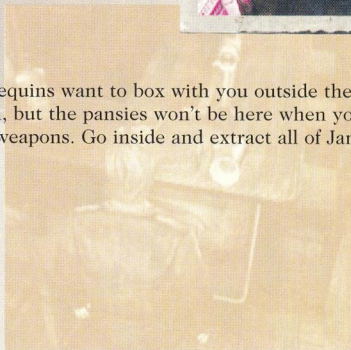 equins want to box with you outside the
, but the pansies won't be here when yo
weapons. Go inside and extract all of Jar